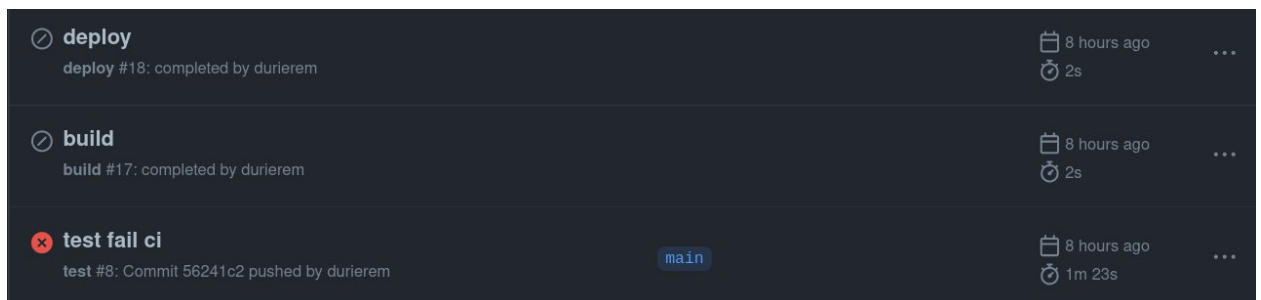 deploy
deploy #18: completed by durierem
8 hours ago
2s
build
build #17: completed by durierem
8 hours ago
2s
test fail ci
test #8: Commit 56241c2 pushed by durierem
main
8 hours ago
1m 23s